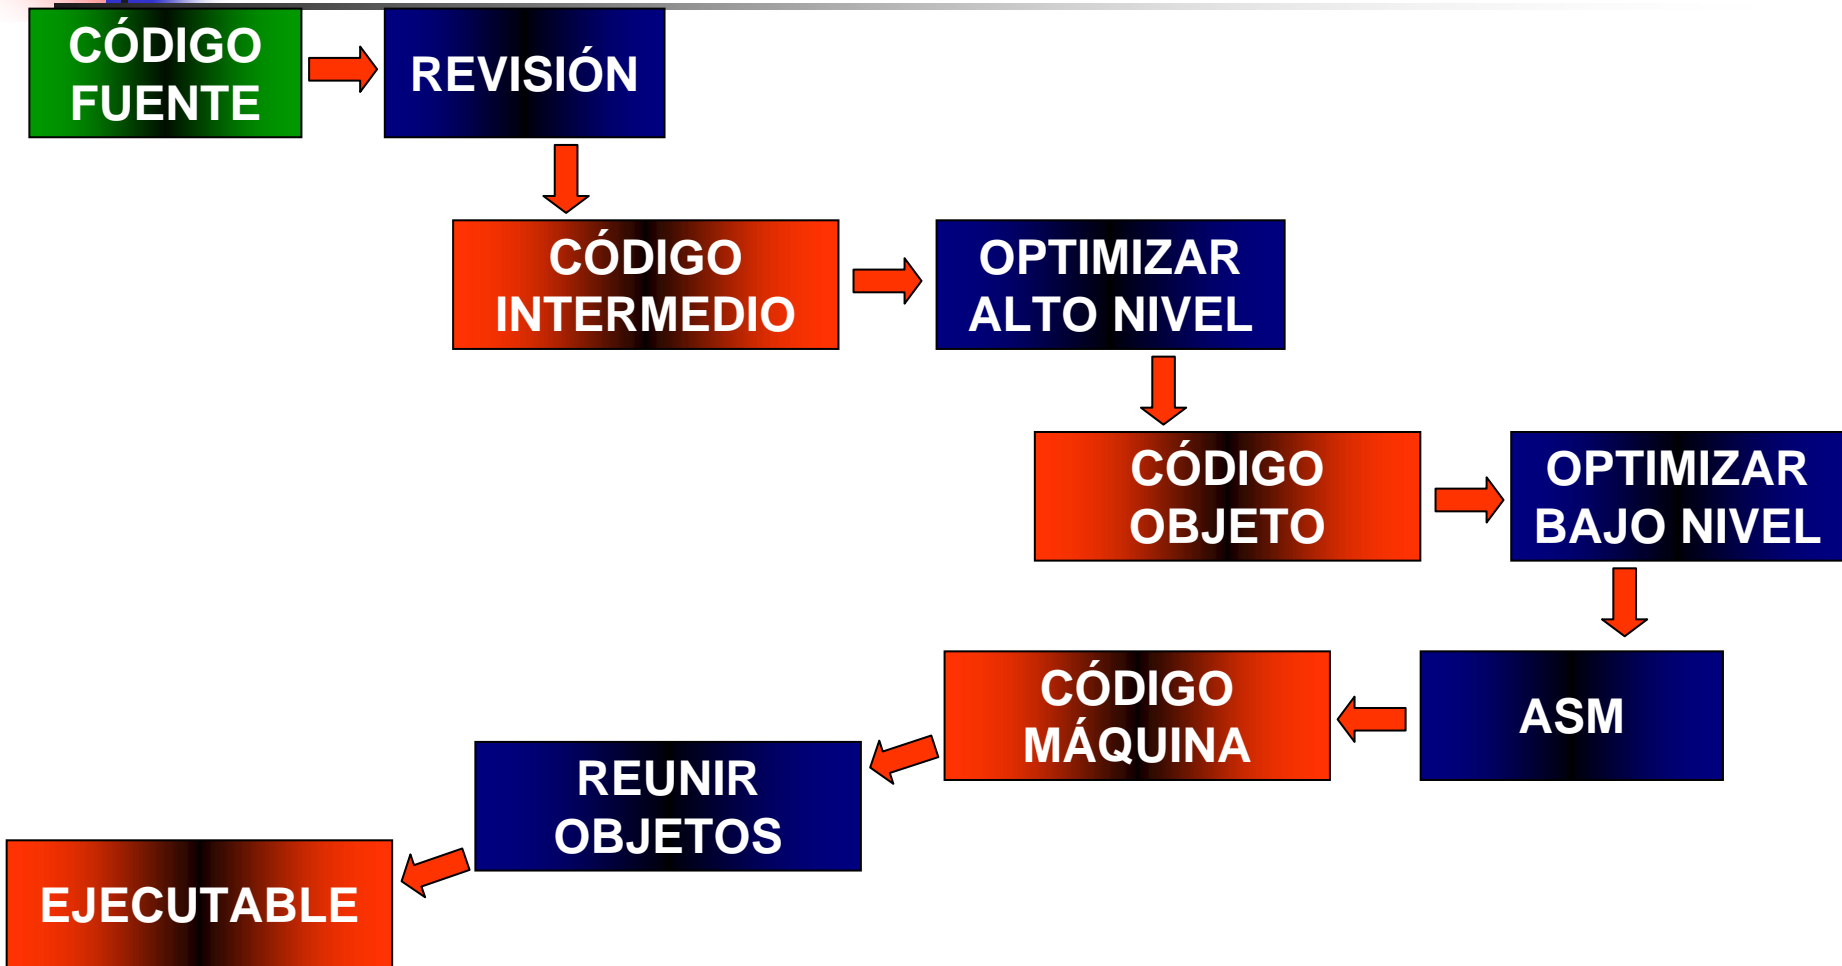 CÓDIGO
FUENTE
REVISIÓN
CÓDIGO
INTERMEDIO
OPTIMIZAR
ALTO NIVEL
CÓDIGO
OBJETO
OPTIMIZAR
BAJO NIVEL
ASM
CÓDIGO
MÁQUINA
REUNIR
OBJETOS
EJECUTABLE